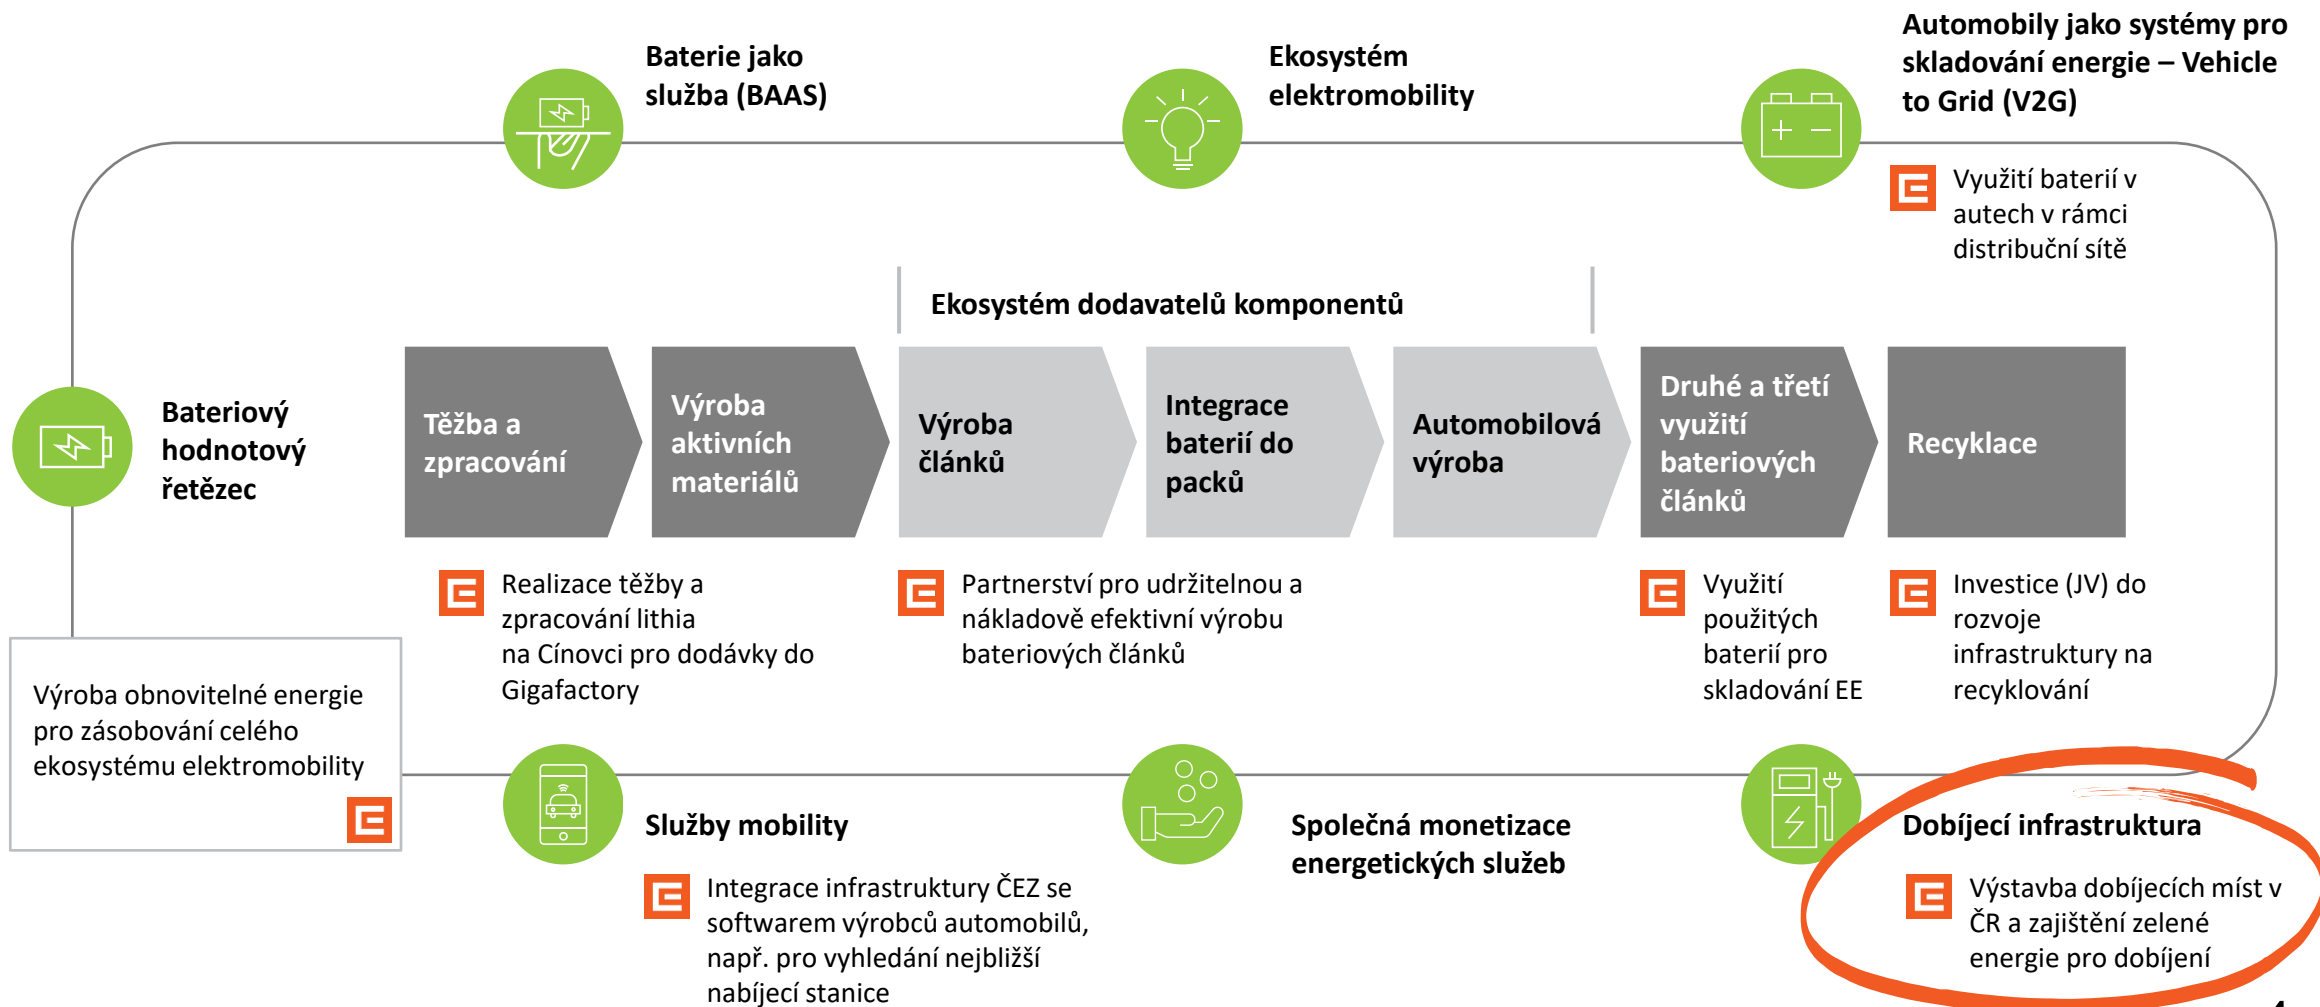 Baterie jako
služba (BAAS)
Ekosystém
elektromobility
Automobily jako systémy pro
skladování energie – Vehicle
to Grid (V2G)
Využití baterií v
autech v rámci
distribuční sítě
Ekosystém dodavatelů komponentů
Bateriový
hodnotový
řetězec
Těžba a
zpracování
Výroba
aktivních
materiálů
Výroba
článků
Integrace
baterií do
packů
Automobilová
výroba
Druhé a třetí
využití
bateriových
článků
Recyklace
Realizace těžby a
zpracování lithia
na Cínovci pro dodávky do
Gigafactory
Partnerství pro udržitelnou a
nákladově efektivní výrobu
bateriových článků
Využití
použitých
baterií pro
skladování EE
Investice (JV) do
rozvoje
infrastruktury na
recyklování
Výroba obnovitelné energie
pro zásobování celého
ekosystému elektromobility
Služby mobility
Integrace infrastruktury ČEZ se
softwarem výrobců automobilů,
např. pro vyhledání nejbližší
nabíjecí stanice
Společná monetizace
energetických služeb
Dobíjecí infrastruktura
Výstavba dobíjecích míst v
ČR a zajištění zelené
energie pro dobíjení